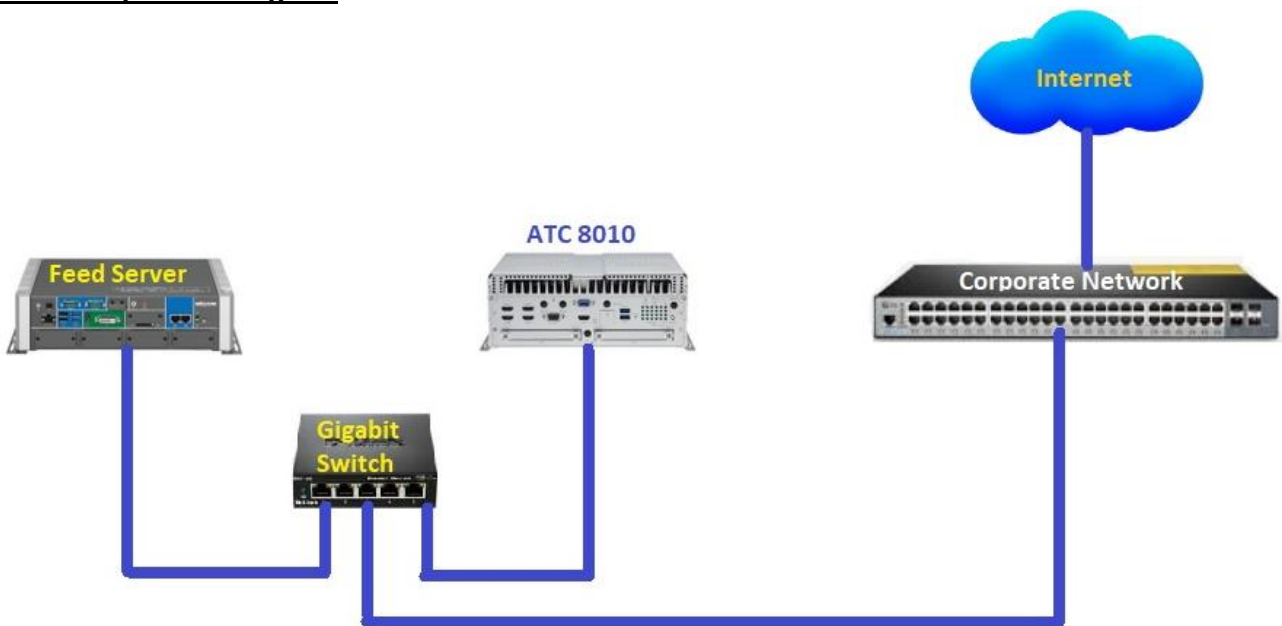 Internet
ATC 8010
Feed Server
Corporate Network
Gigabit
Switch